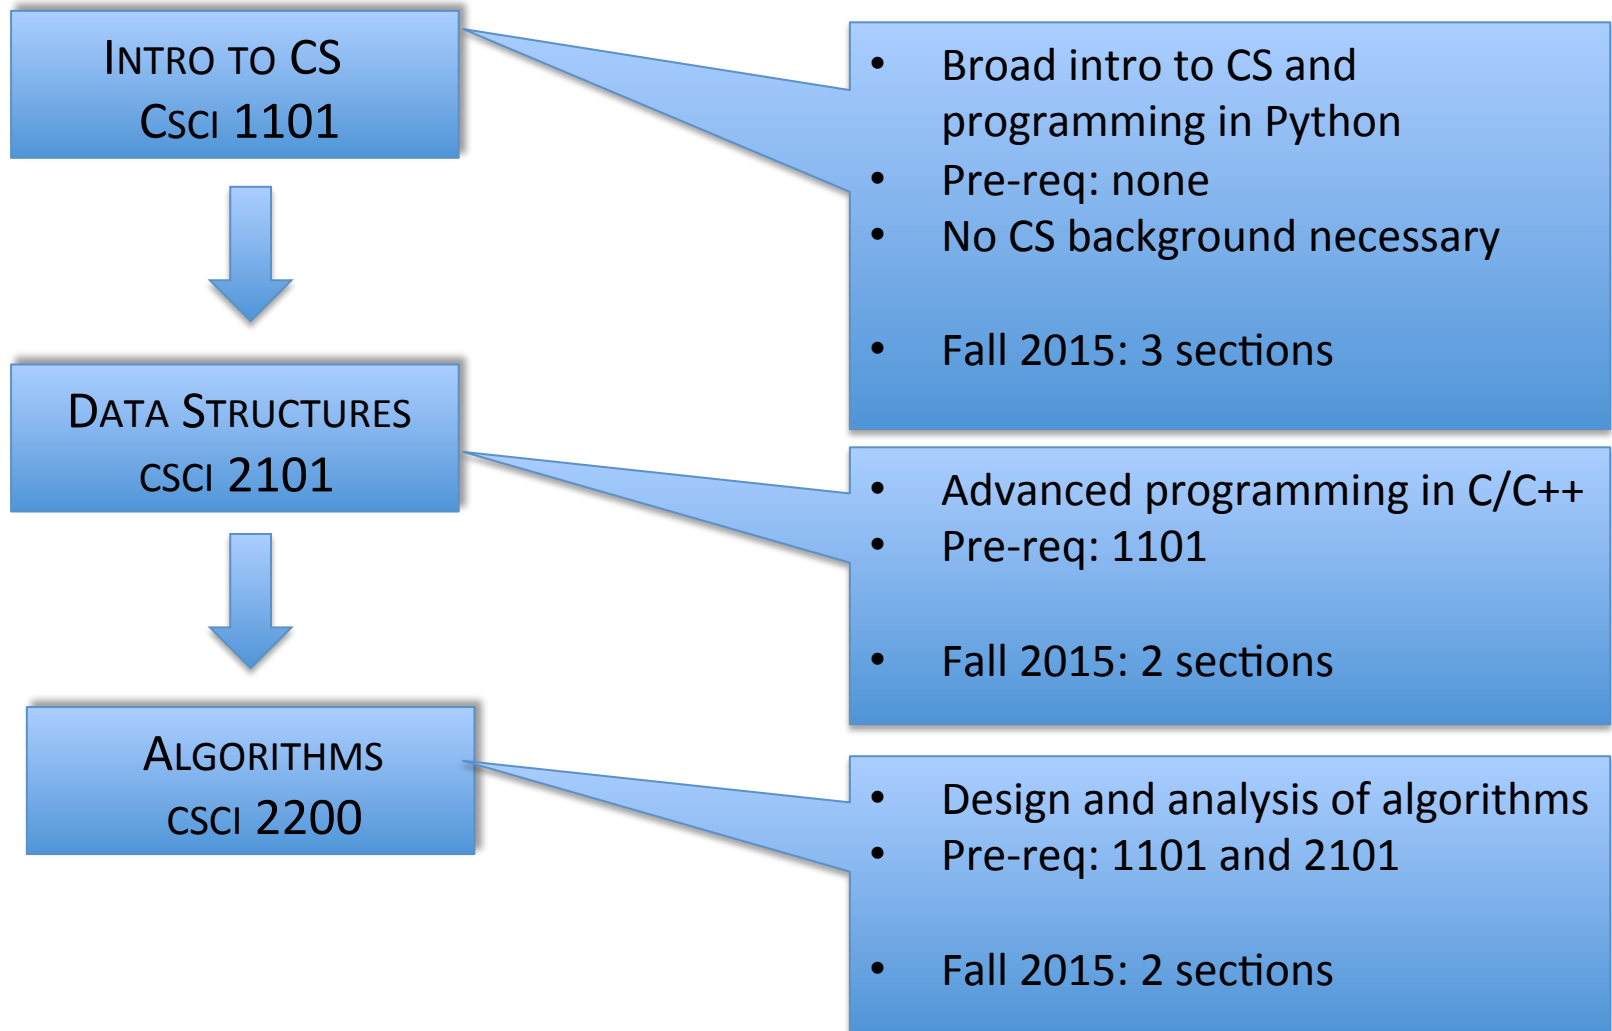 INTRO TO CS
CSCI 1101
• Broad intro to CS and
programming in Python
• Pre-req: none
• No CS background necessary
• Fall 2015: 3 sections
DATA STRUCTURES
CSCI 2101
• Advanced programming in C/C++
• Pre-req: 1101
• Fall 2015: 2 sections
ALGORITHMS
CSCI 2200
• Design and analysis of algorithms
• Pre-req: 1101 and 2101
• Fall 2015: 2 sections